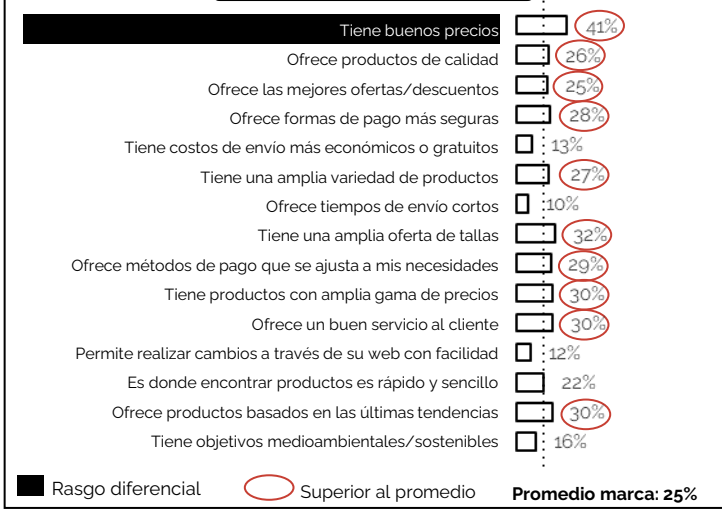 Tiene buenos precios 41%
Ofrece productos de calidad 26%
Ofrece las mejores ofertas/descuentos 25%
Ofrece formas de pago más seguras 28%
Tiene costos de envío más económicos o gratuitos 13%
Tiene una amplia variedad de productos 27%
Ofrece tiempos de envío cortos 10%
Tiene una amplia oferta de tallas 32%
Ofrece métodos de pago que se ajusta a mis necesidades 29%
Tiene productos con amplia gama de precios 30%
Ofrece un buen servicio al cliente 30%
Permite realizar cambios a través de su web con facilidad 12%
Es donde encontrar productos es rápido y sencillo 22%
Ofrece productos basados en las últimas tendencias 30%
Tiene objetivos medioambientales/sostenibles 16%
Rasgo diferencial Superior al promedio Promedio marca: 25%